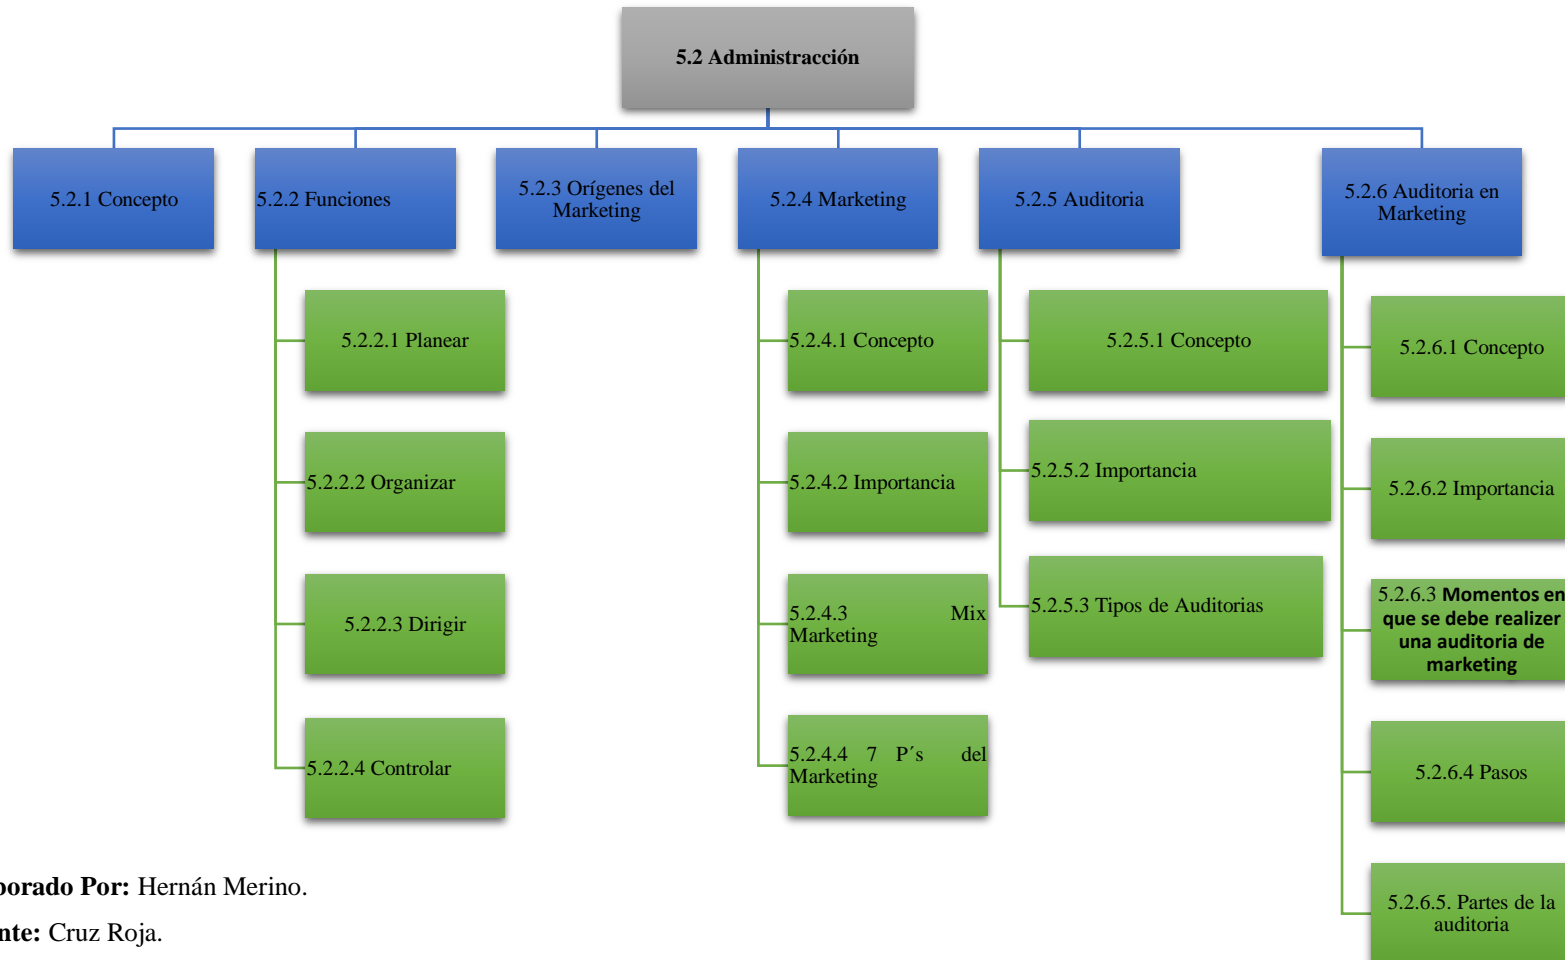 5.2 Administracción
5.2.1 Concepto
5.2.2 Funciones
5.2.3 Orígenes del
Marketing
5.2.4 Marketing
5.2.5 Auditoria
5.2.6 Auditoria en
Marketing
5.2.2.1 Planear
5.2.2.2 Organizar
5.2.2.3 Dirigir
5.2.2.4 Controlar
5.2.4.1 Concepto
5.2.4.2 Importancia
5.2.4.3 Mix
Marketing
5.2.4.4 7 P´s del
Marketing
5.2.5.1 Concepto
5.2.5.2 Importancia
5.2.5.3 Tipos de Auditorias
5.2.6.1 Concepto
5.2.6.2 Importancia
5.2.6.3 Momentos en
que se debe realizer
una auditoria de
marketing
5.2.6.4 Pasos
5.2.6.5. Partes de la
auditoria
borado Por: Hernán Merino.
nte: Cruz Roja.